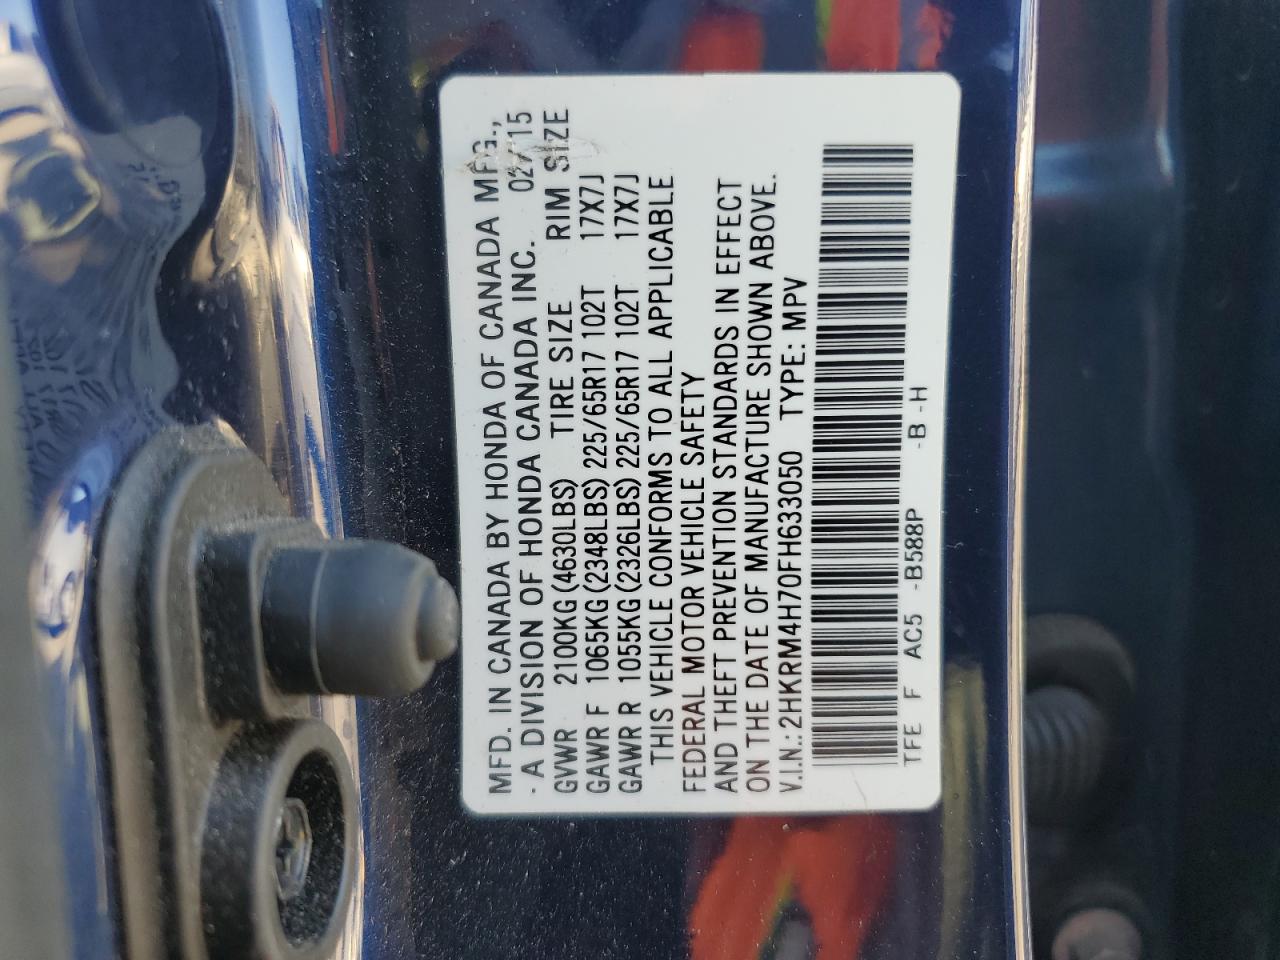 MFD. IN CANADA BY HONDA OF CANADA MFG.,
- A DIVISION OF HONDA CANADA INC. 02/15
GVWR 2100KG (4630LBS) TIRE SIZE RIM SIZE
GAWR F 1065KG (2348LBS) 225/65R17 102T 17X7J
GAWR R 1055KG (2326LBS) 225/65R17 102T 17X7J
THIS VEHICLE CONFORMS TO ALL APPLICABLE
FEDERAL MOTOR VEHICLE SAFETY
AND THEFT PREVENTION STANDARDS IN EFFECT
ON THE DATE OF MANUFACTURE SHOWN ABOVE.
V.I.N.: 2HKRM4H70FH633050 TYPE: MPV
TFE F AC5 -B588P -B -H